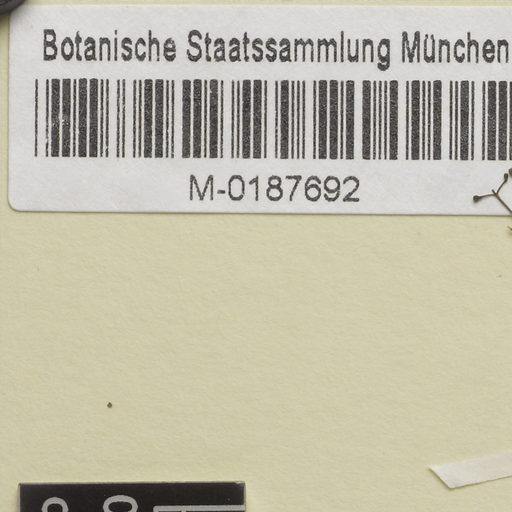 Botanische Staatssammlung München
M-0187692